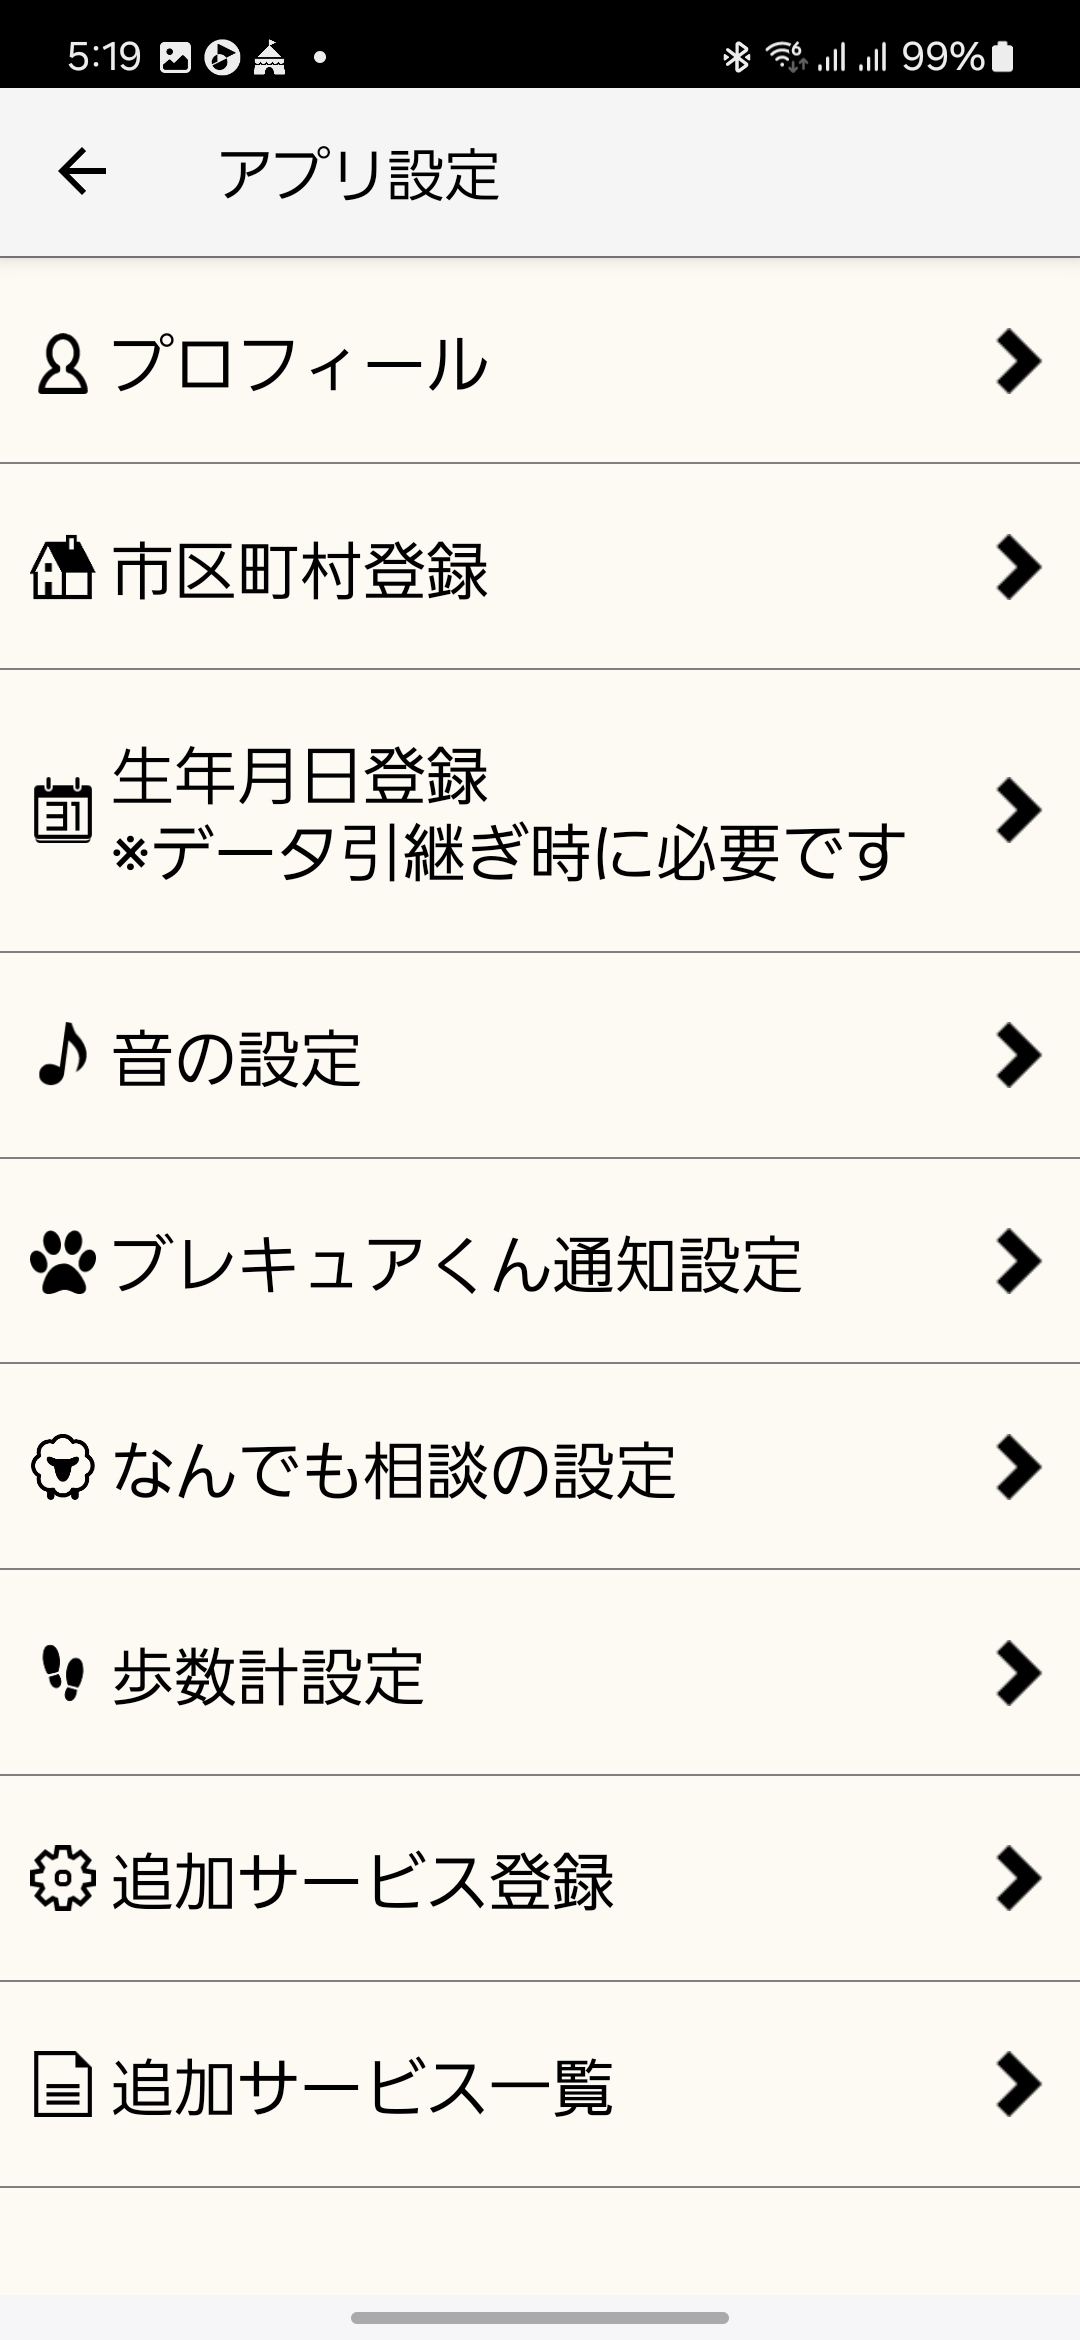 5:19
99%
アプリ設定
プロフィール
市区町村登録
31
生年月日登録
※データ引継ぎ時に必要です
音の設定
ブレキュアくん通知設定
なんでも相談の設定
歩数計設定
追加サービス登録
追加サービス一覧